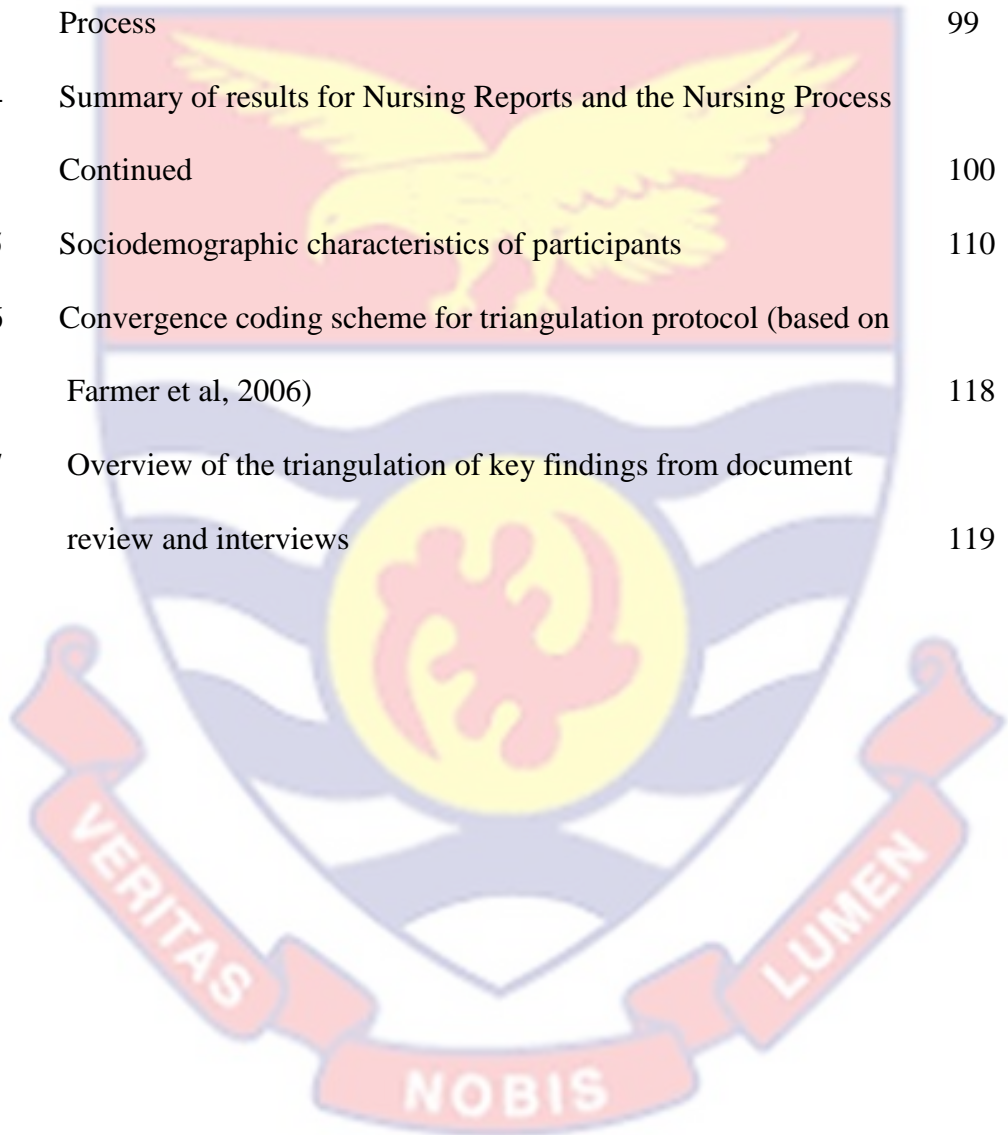 Process 99
Summary of results for Nursing Reports and the Nursing Process
Continued 100
Sociodemographic characteristics of participants 110
Convergence coding scheme for triangulation protocol (based on
Farmer et al, 2006) 118
Overview of the triangulation of key findings from document
review and interviews 119
VERITAS
NOBIS
LUMEN